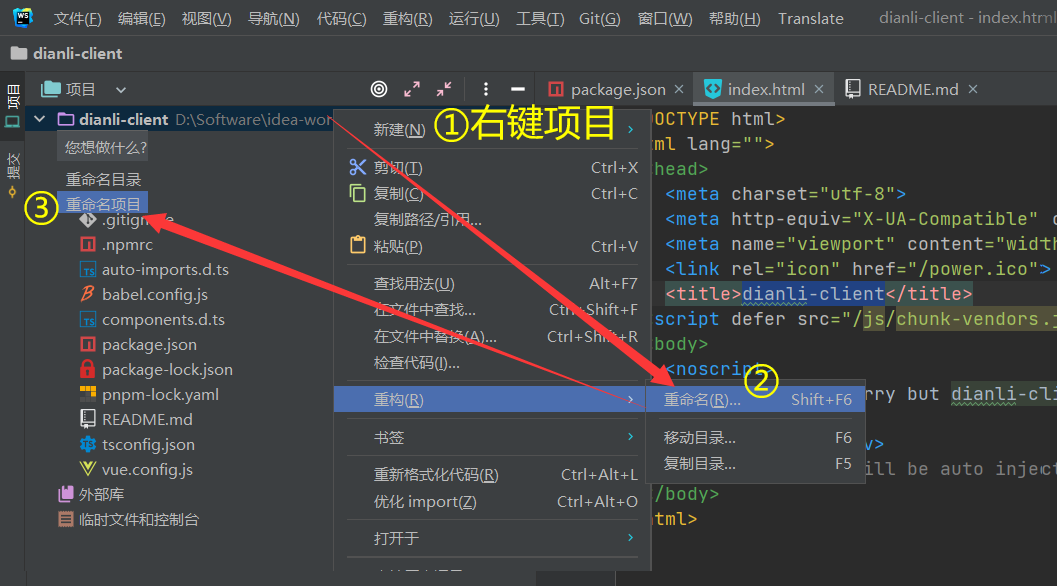 WS 文件(F) 编辑(E) 视图(V) 导航(N) 代码(C) 重构(R) 运行(U) 工具(T) Git(G) 窗口(W) 帮助(H) Translate dianli-client - index.html
dianli-client
项目
提交
项目
package.json
index.html
README.md
dianli-client D:\Software\idea-wor
您想做什么?
重命名目录
③
重命名项目
.npmrc
auto-imports.d.ts
babel.config.js
components.d.ts
package.json
package-lock.json
pnpm-lock.yaml
README.md
tsconfig.json
vue.config.js
外部库
临时文件和控制台
①右键项目
新建(N)
剪切(T) Ctrl+X
复制(C) Ctrl+C
复制路径/引用...
粘贴(P) Ctrl+V
查找用法(U) Alt+F7
在文件中查找... Ctrl+Shift+F
在文件中替换(A)... Ctrl+Shift+R
检查代码(I)...
重构(R)
书签
重新格式化代码(R) Ctrl+Alt+L
优化 import(Z) Ctrl+Alt+O
打开于
②
重命名(R)... Shift+F6
移动目录... F6
复制目录... F5
DOCTYPE html>
ml lang="">
head>
<meta charset="utf-8">
<meta http-equiv="X-UA-Compatible"
<meta name="viewport" content="width
<link rel="icon" href="/power.ico">
<title>dianli-client</title>
script defer src="/js/chunk-vendors.
body>
<noscript
rry but dianli-cli
v>
ill be auto inject
/body>
tml>